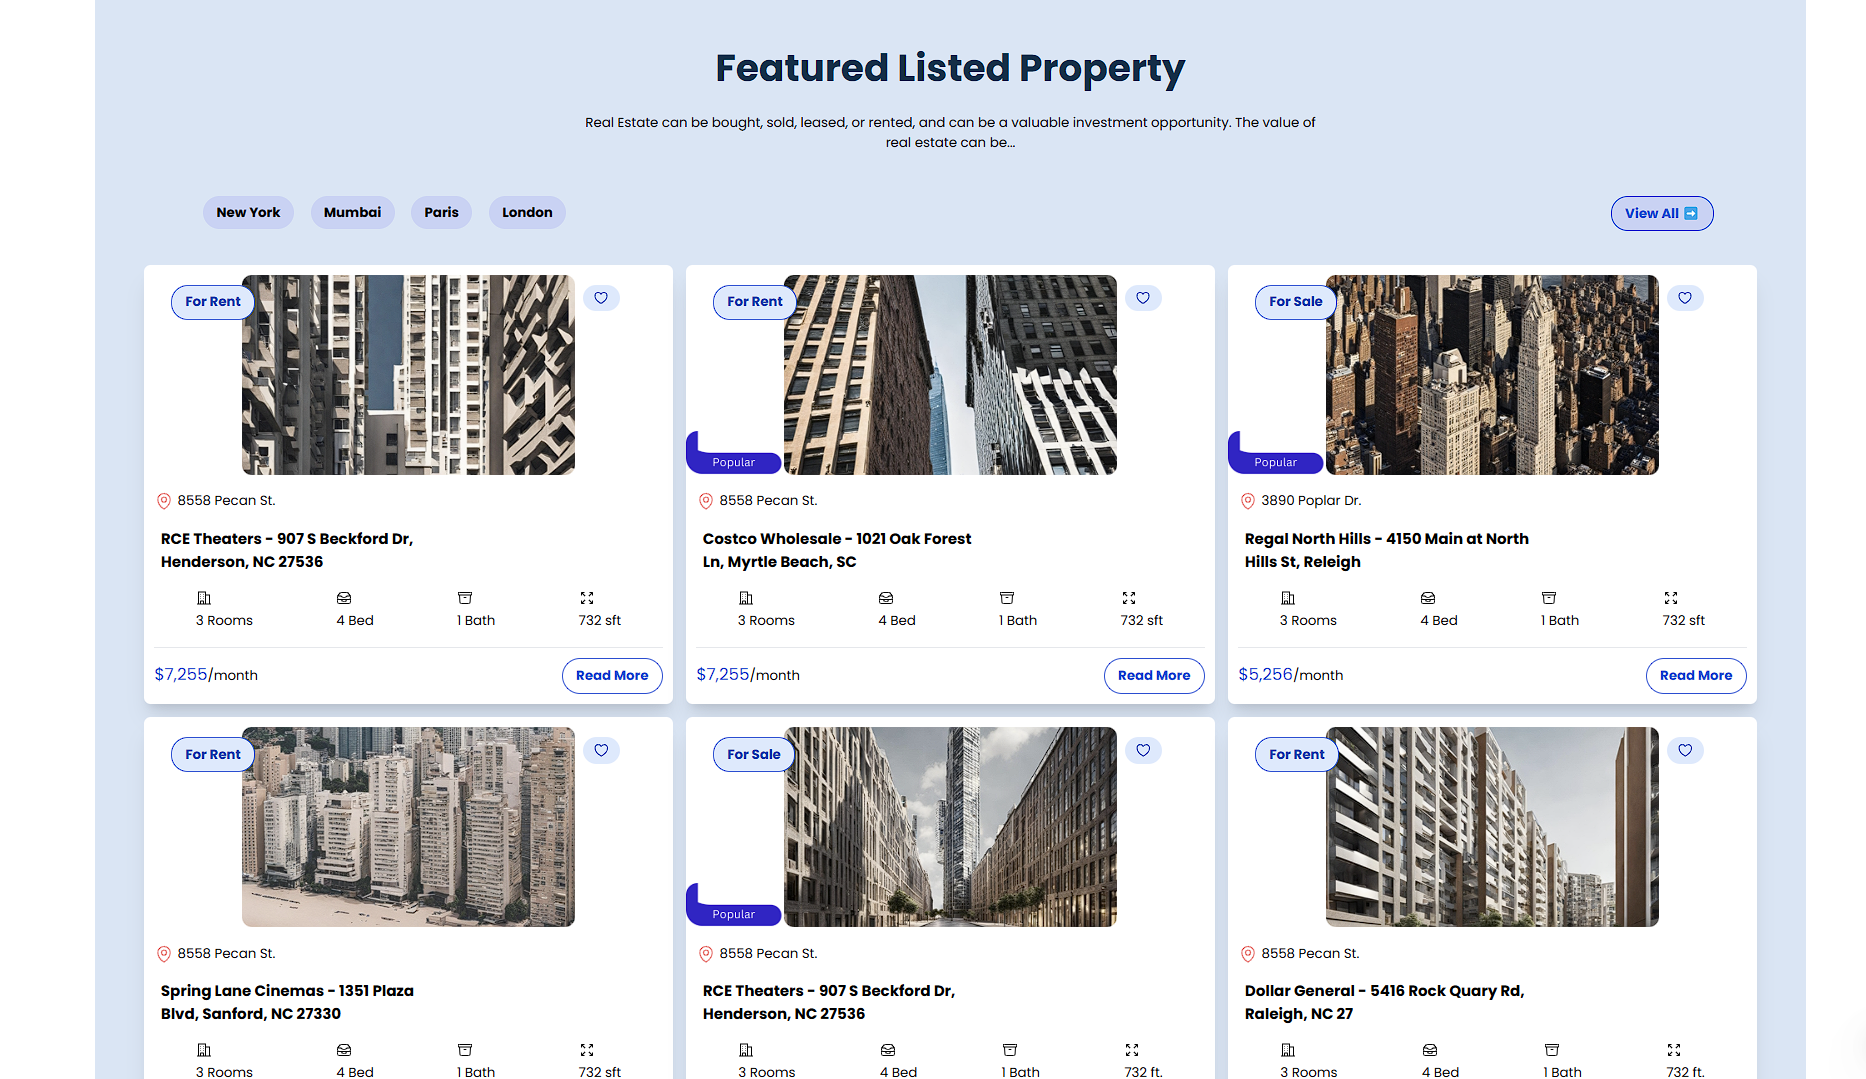 Featured Listed Property
Real Estate can be bought, sold, leased, or rented, and can be a valuable investment opportunity. The value of
real estate can be...
New York
Mumbai
Paris
London
View All ➡️
For Rent
8558 Pecan St.
RCE Theaters - 907 S Beckford Dr,
Henderson, NC 27536
3 Rooms
4 Bed
1 Bath
732 sft
$7,255/month
Read More
For Rent
Popular
8558 Pecan St.
Costco Wholesale - 1021 Oak Forest
Ln, Myrtle Beach, SC
3 Rooms
4 Bed
1 Bath
732 sft
$7,255/month
Read More
For Sale
Popular
3890 Poplar Dr.
Regal North Hills - 4150 Main at North
Hills St, Releigh
3 Rooms
4 Bed
1 Bath
732 sft
$5,256/month
Read More
For Rent
8558 Pecan St.
Spring Lane Cinemas - 1351 Plaza
Blvd, Sanford, NC 27330
3 Rooms
4 Bed
1 Bath
732 sft
For Sale
Popular
8558 Pecan St.
RCE Theaters - 907 S Beckford Dr,
Henderson, NC 27536
3 Rooms
4 Bed
1 Bath
732 ft.
For Rent
8558 Pecan St.
Dollar General - 5416 Rock Quary Rd,
Raleigh, NC 27
3 Rooms
4 Bed
1 Bath
732 ft.